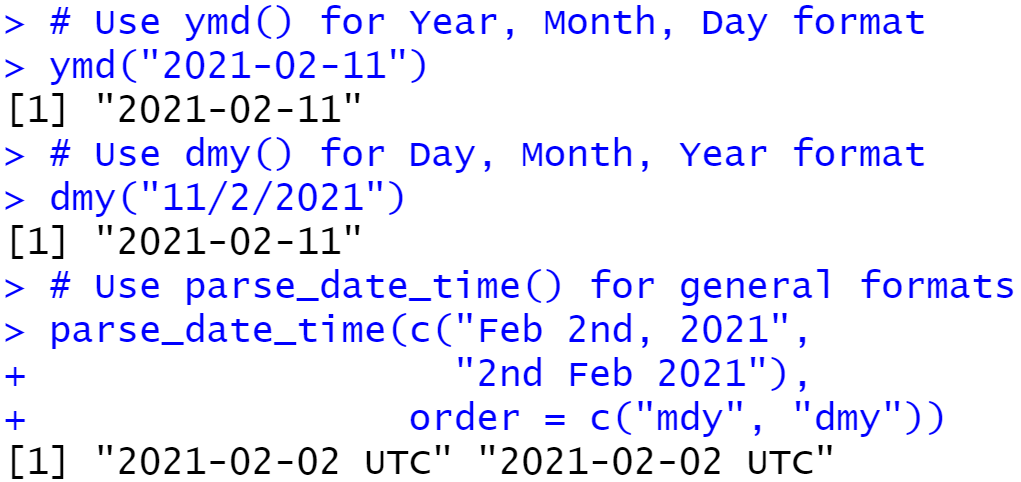 > # Use ymd() for Year, Month, Day format
> ymd("2021-02-11")
[1] "2021-02-11"
> # Use dmy() for Day, Month, Year format
> dmy("11/2/2021")
[1] "2021-02-11"
> # Use parse_date_time() for general formats
> parse_date_time(c("Feb 2nd, 2021",
+                   "2nd Feb 2021"),
+                 order = c("mdy", "dmy"))
[1] "2021-02-02 UTC" "2021-02-02 UTC"